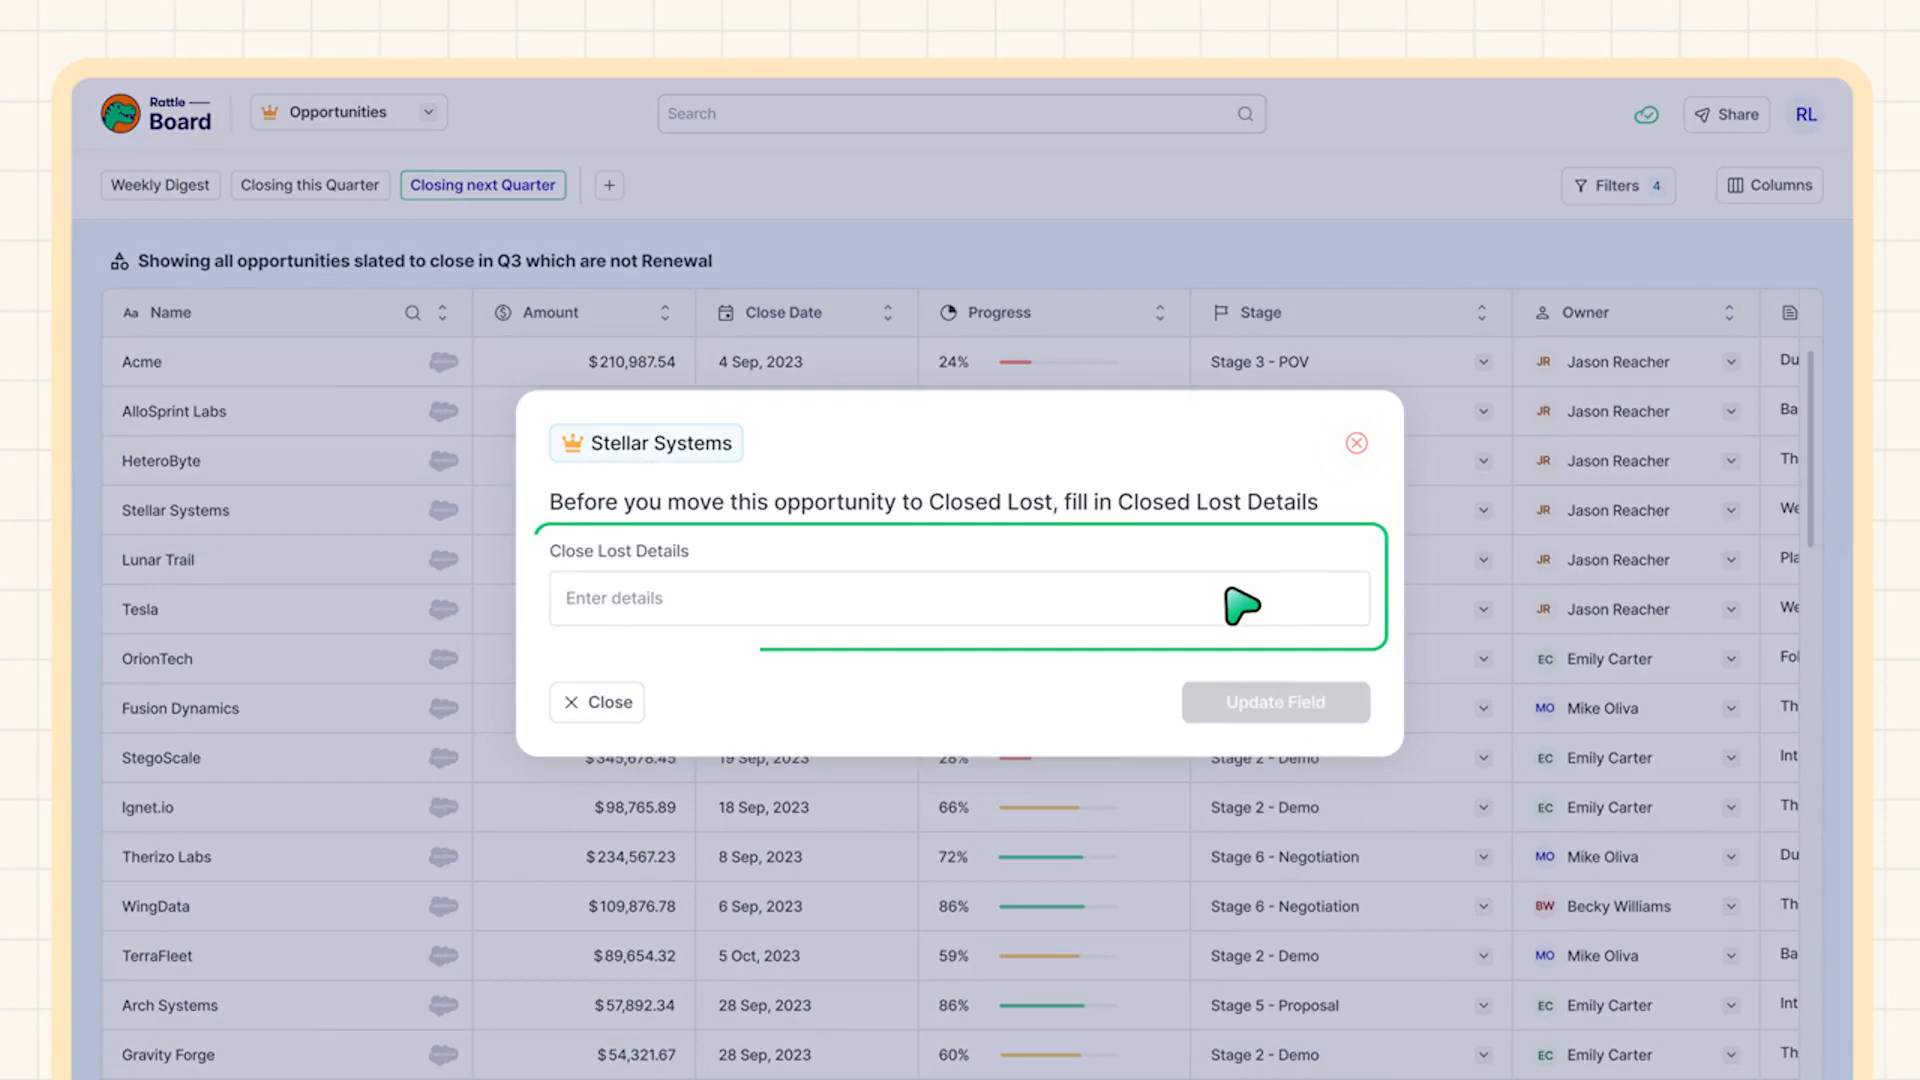 Rattle
Board
Opportunities
Search
Share
RL
Weekly Digest
Closing this Quarter
Closing next Quarter
+
Filters 4
Columns
Showing all opportunities slated to close in Q3 which are not Renewal
Aa Name
Amount
Close Date
Progress
Stage
Owner
Acme $210,987.54 4 Sep, 2023 24% Stage 3 - POV JR Jason Reacher Du
AlloSprint Labs JR Jason Reacher Ba
HeteroByte JR Jason Reacher Th
Stellar Systems JR Jason Reacher We
Lunar Trail JR Jason Reacher Pla
Tesla JR Jason Reacher We
OrionTech EC Emily Carter Fol
Fusion Dynamics MO Mike Oliva Th
StegoScale $345,678.45 19 Sep, 2023 28% Stage 2 - Demo EC Emily Carter Int
Ignet.io $98,765.89 18 Sep, 2023 66% Stage 2 - Demo EC Emily Carter Th
Therizo Labs $234,567.23 8 Sep, 2023 72% Stage 6 - Negotiation MO Mike Oliva Du
WingData $109,876.78 6 Sep, 2023 86% Stage 6 - Negotiation BW Becky Williams Th
TerraFleet $89,654.32 5 Oct, 2023 59% Stage 2 - Demo MO Mike Oliva Ba
Arch Systems $57,892.34 28 Sep, 2023 86% Stage 5 - Proposal EC Emily Carter Int
Gravity Forge $54,321.67 28 Sep, 2023 60% Stage 2 - Demo EC Emily Carter Th
Stellar Systems
Before you move this opportunity to Closed Lost, fill in Closed Lost Details
Close Lost Details
Enter details
Close
Update Field